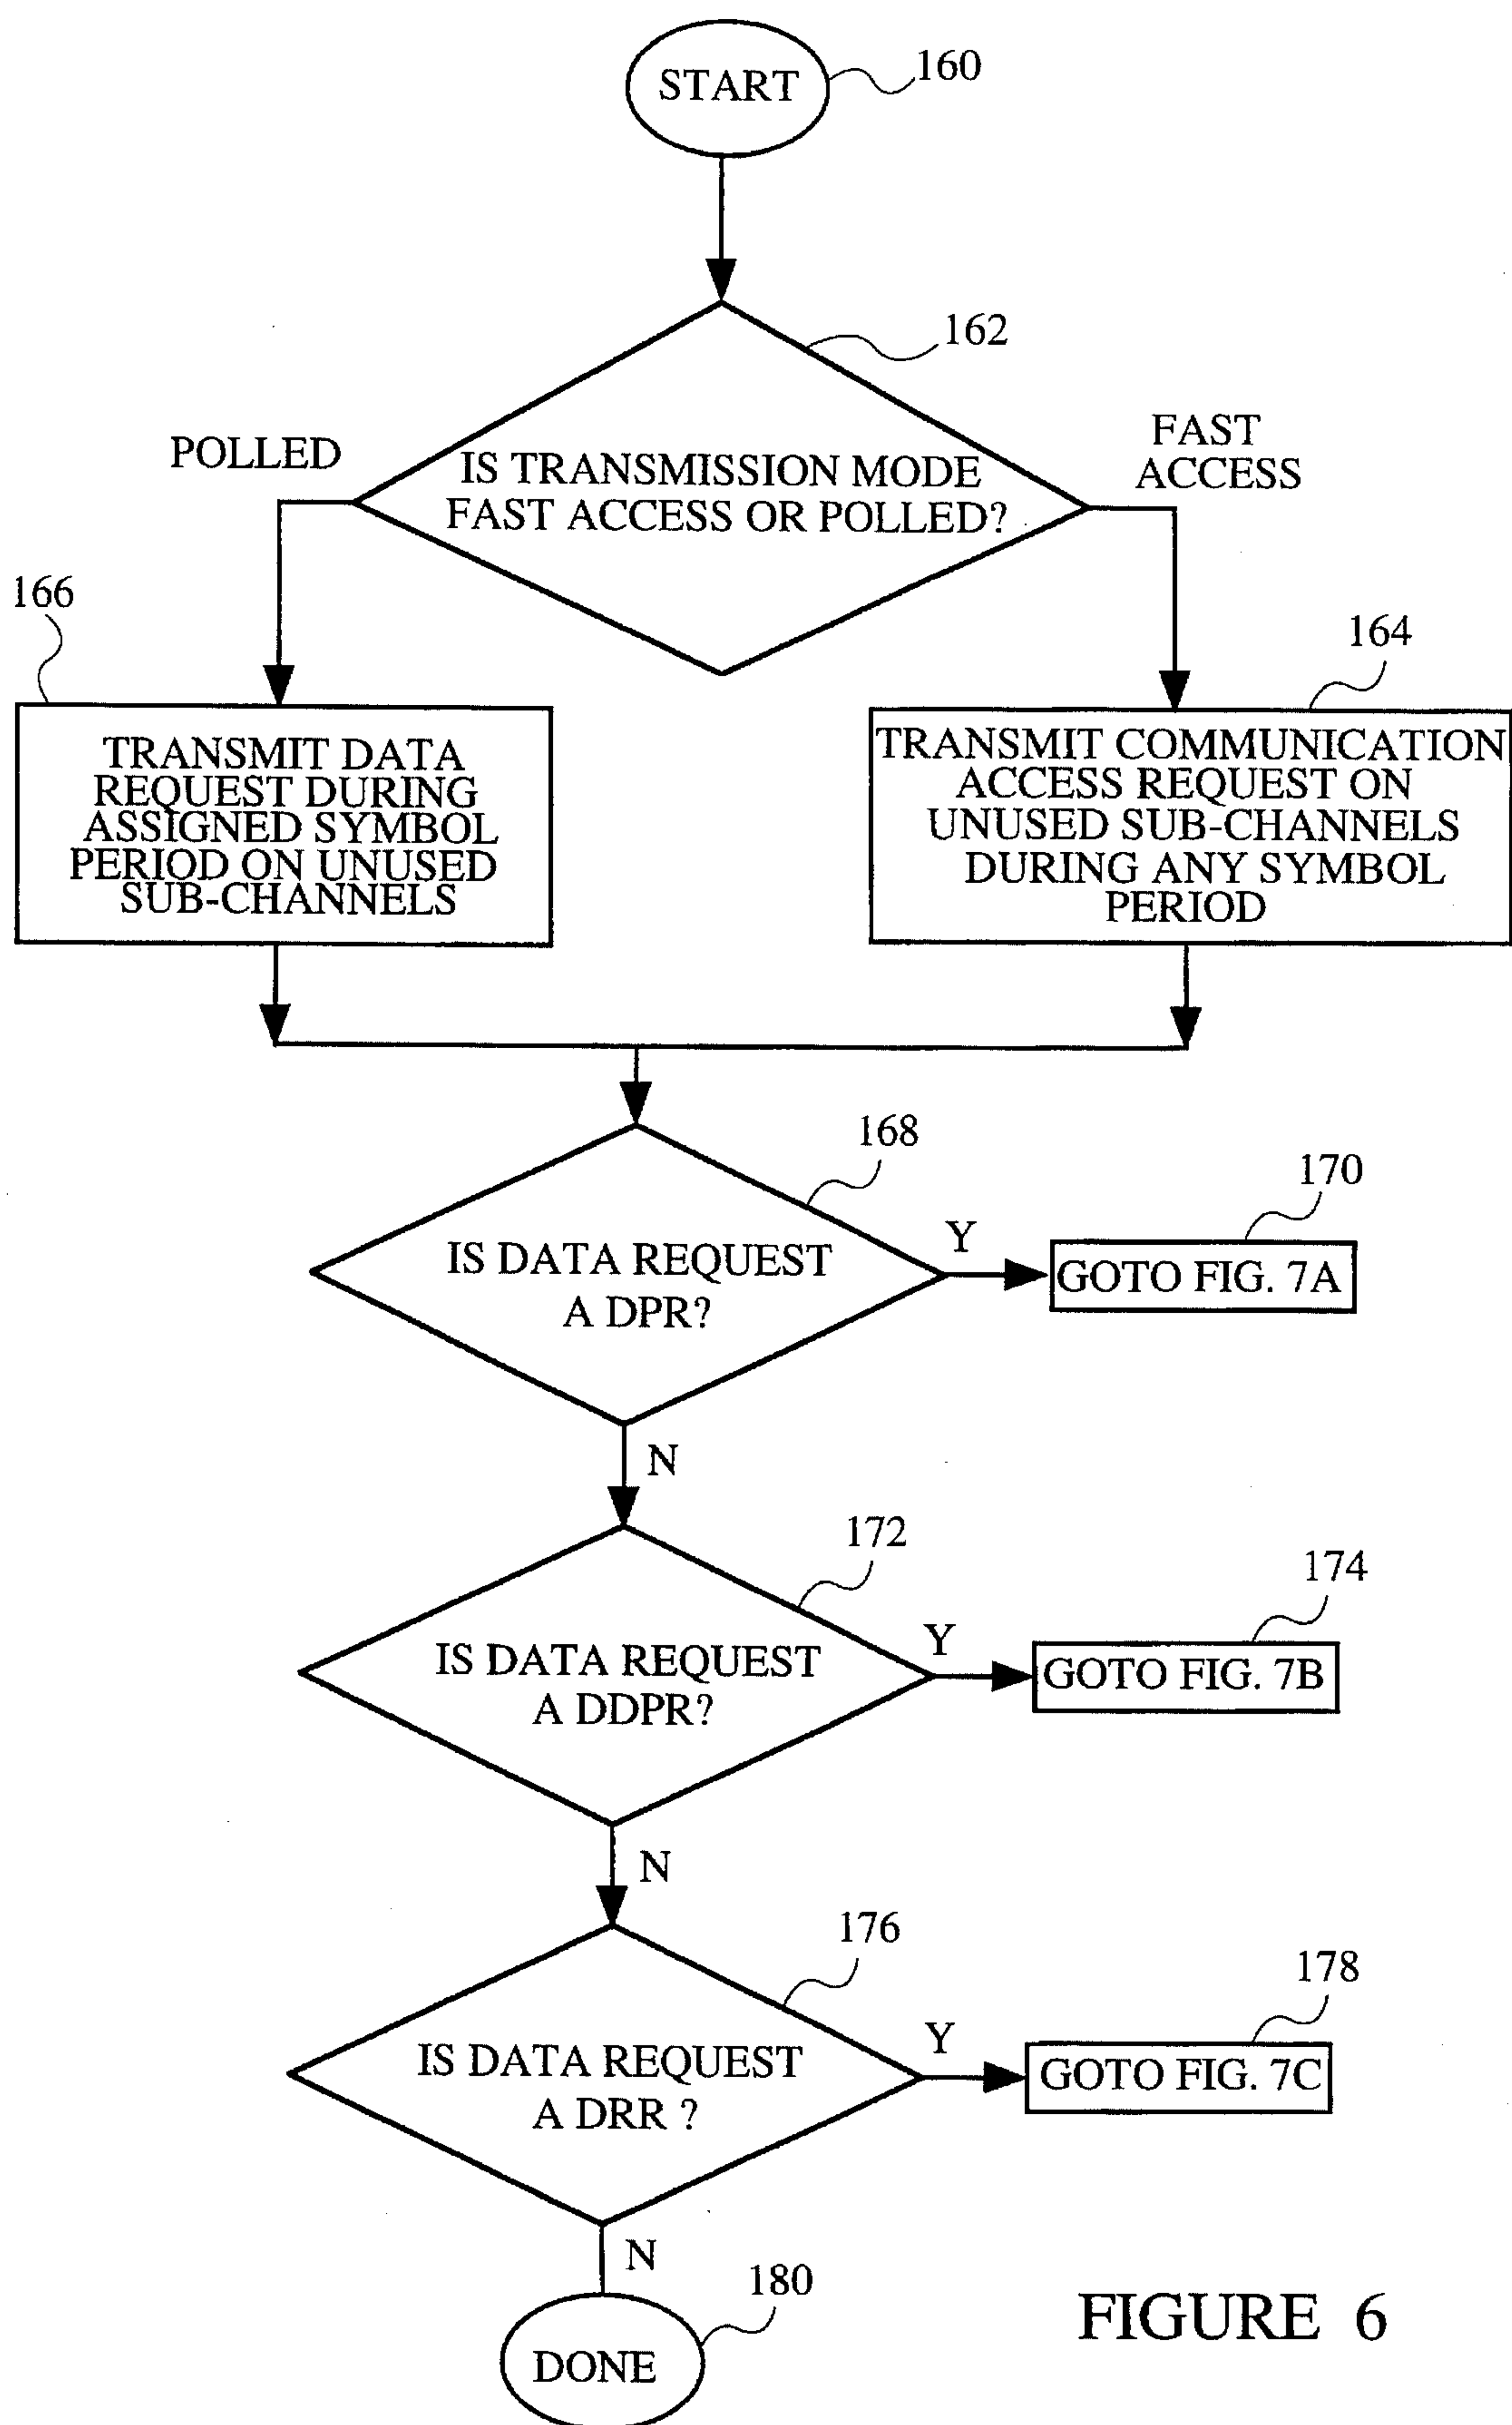 START
160
162
POLLED
FAST
ACCESS
IS TRANSMISSION MODE
FAST ACCESS OR POLLED?
166
164
TRANSMIT DATA
REQUEST DURING
ASSIGNED SYMBOL
PERIOD ON UNUSED
SUB-CHANNELS
TRANSMIT COMMUNICATION
ACCESS REQUEST ON
UNUSED SUB-CHANNELS
DURING ANY SYMBOL
PERIOD
168
170
IS DATA REQUEST
A DPR?
Y
GOTO FIG. 7A
N
172
174
IS DATA REQUEST
A DDPR?
Y
GOTO FIG. 7B
N
176
178
IS DATA REQUEST
A DRR ?
Y
GOTO FIG. 7C
N
180
DONE
FIGURE 6